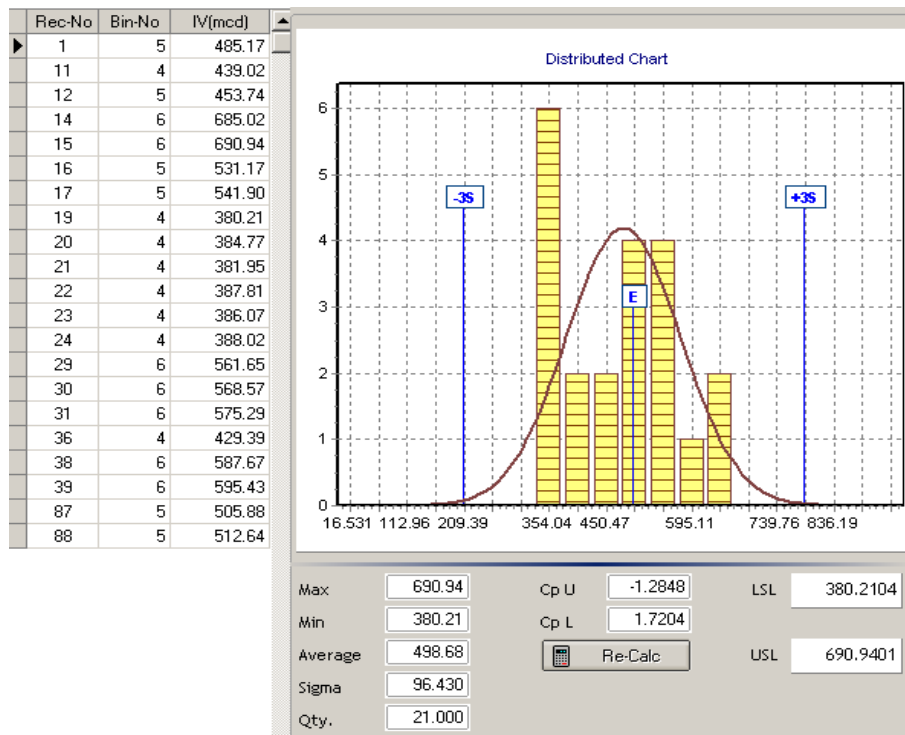 Rec-No Bin-No IV(mcd)
1 5 485.17
11 4 439.02
12 5 453.74
14 6 685.02
15 6 690.94
16 5 531.17
17 5 541.90
19 4 380.21
20 4 384.77
21 4 381.95
22 4 387.81
23 4 386.07
24 4 388.02
29 6 561.65
30 6 568.57
31 6 575.29
36 4 429.39
38 6 587.67
39 6 595.43
87 5 505.88
88 5 512.64
Distributed Chart
6
5
-3S +3S
4
E
3
2
1
0
16.531 112.96 209.39 354.04 450.47 595.11 739.76 836.19
Max 690.94 Cp U -1.2848 LSL 380.2104
Min 380.21 Cp L 1.7204
Average 498.68 Re-Calc USL 690.9401
Sigma 96.430
Qty. 21.000